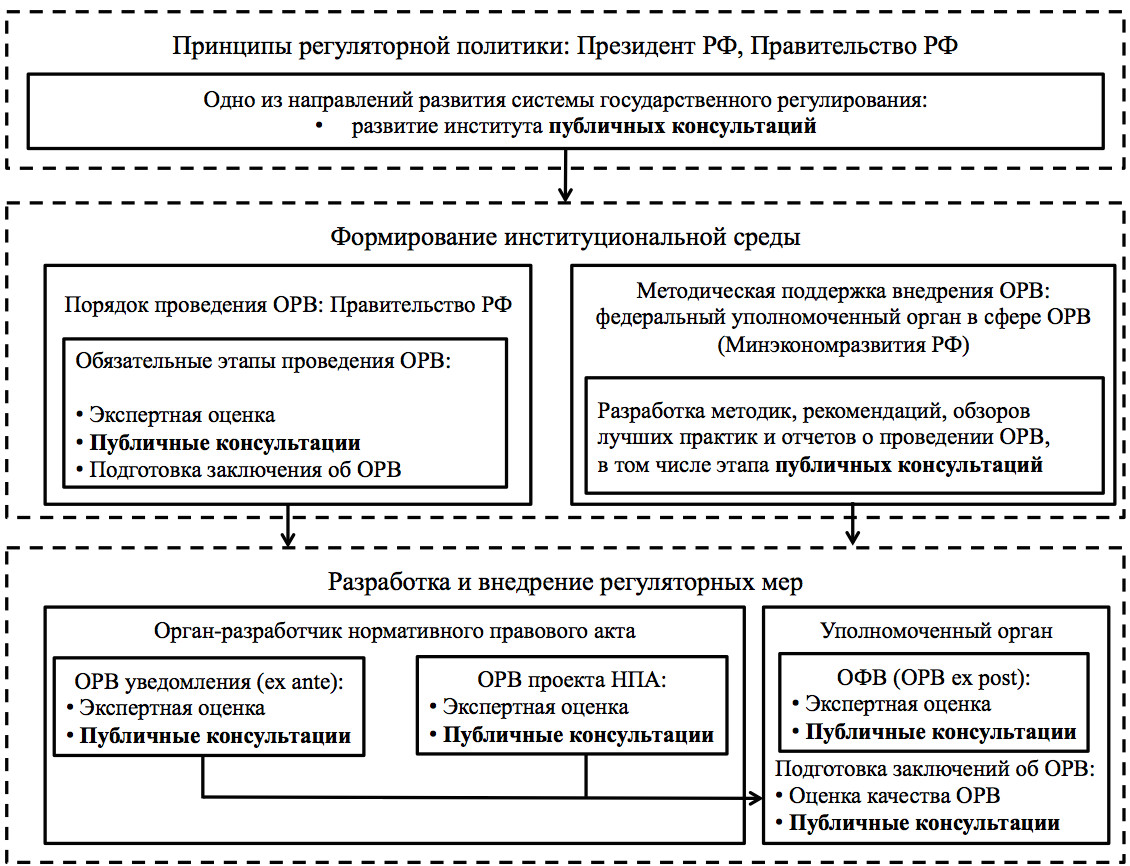 Принципы регуляторной политики: Президент РФ, Правительство РФ
Одно из направлений развития системы государственного регулирования:
• развитие института публичных консультаций
Формирование институциональной среды
Порядок проведения ОРВ: Правительство РФ
Обязательные этапы проведения ОРВ:
• Экспертная оценка
• Публичные консультации
• Подготовка заключения об ОРВ
Методическая поддержка внедрения ОРВ:
федеральный уполномоченный орган в сфере ОРВ
(Минэкономразвития РФ)
Разработка методик, рекомендаций, обзоров
лучших практик и отчетов о проведении ОРВ,
в том числе этапа публичных консультаций
Разработка и внедрение регуляторных мер
Орган-разработчик нормативного правового акта
ОРВ уведомления (ex ante):
• Экспертная оценка
• Публичные консультации
ОРВ проекта НПА:
• Экспертная оценка
• Публичные консультации
Уполномоченный орган
ОФВ (ОРВ ex post):
• Экспертная оценка
• Публичные консультации
Подготовка заключений об ОРВ:
• Оценка качества ОРВ
• Публичные консультации